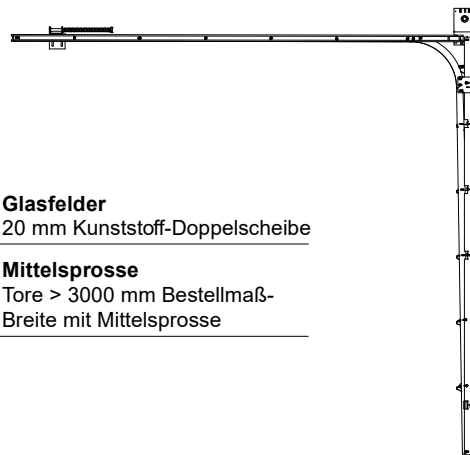 Glasfelder
20 mm Kunststoff-Doppelscheibe
Mittelsprosse
Tore > 3000 mm Bestellmaß-
Breite mit Mittelsprosse